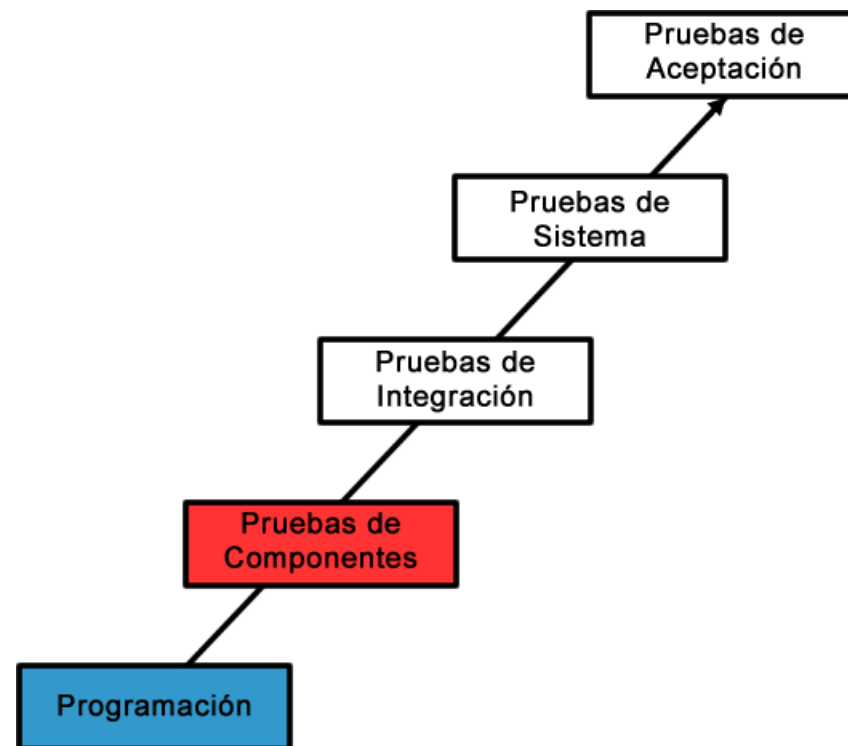 Pruebas de
Aceptación
Pruebas de
Sistema
Pruebas de
Integración
Pruebas de
Componentes
Programación